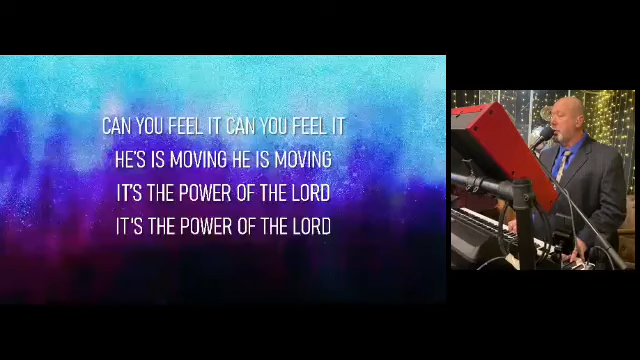 CAN YOU FEEL IT CAN YOU FEEL IT
HE'S IS MOVING HE IS MOVING
IT'S THE POWER OF THE LORD
IT'S THE POWER OF THE LORD